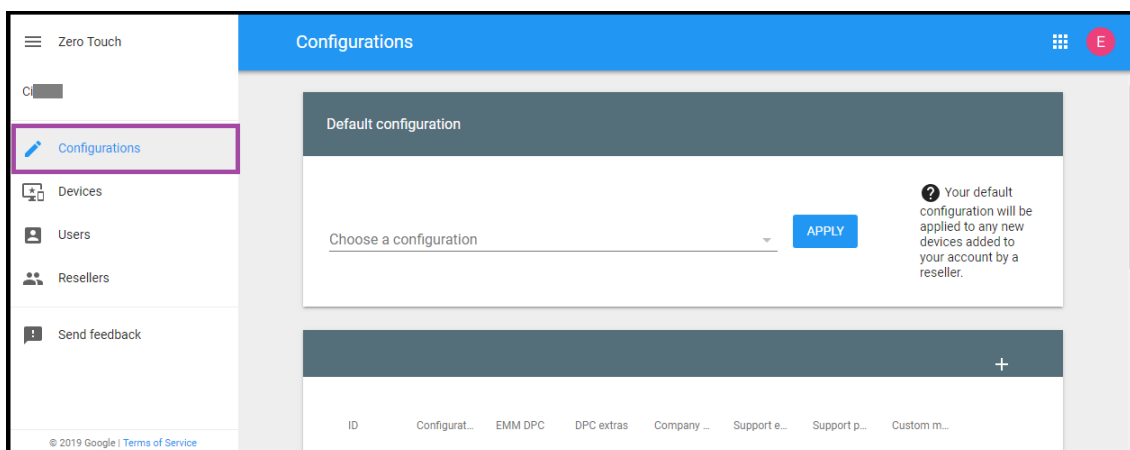 Zero Touch
Configurations
E
Ci
Configurations
Devices
Users
Resellers
Send feedback
© 2019 Google | Terms of Service
Default configuration
Choose a configuration
APPLY
Your default
configuration will be
applied to any new
devices added to
your account by a
reseller.
+
ID Configurat... EMM DPC DPC extras Company ... Support e... Support p... Custom m...